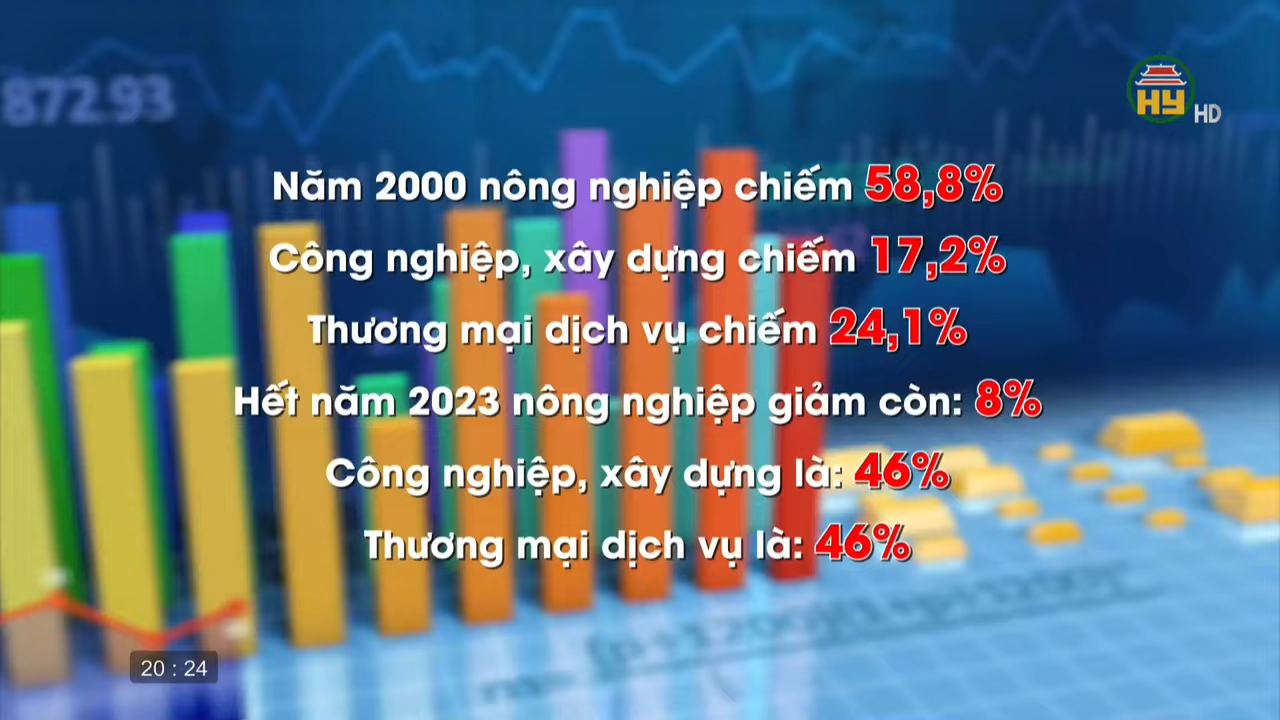 872.93
HY HD
Năm 2000 nông nghiệp chiếm 58,8%
Công nghiệp, xây dựng chiếm 17,2%
Thương mại dịch vụ chiếm 24,1%
Hết năm 2023 nông nghiệp giảm còn: 8%
Công nghiệp, xây dựng là: 46%
Thương mại dịch vụ là: 46%
20 : 24